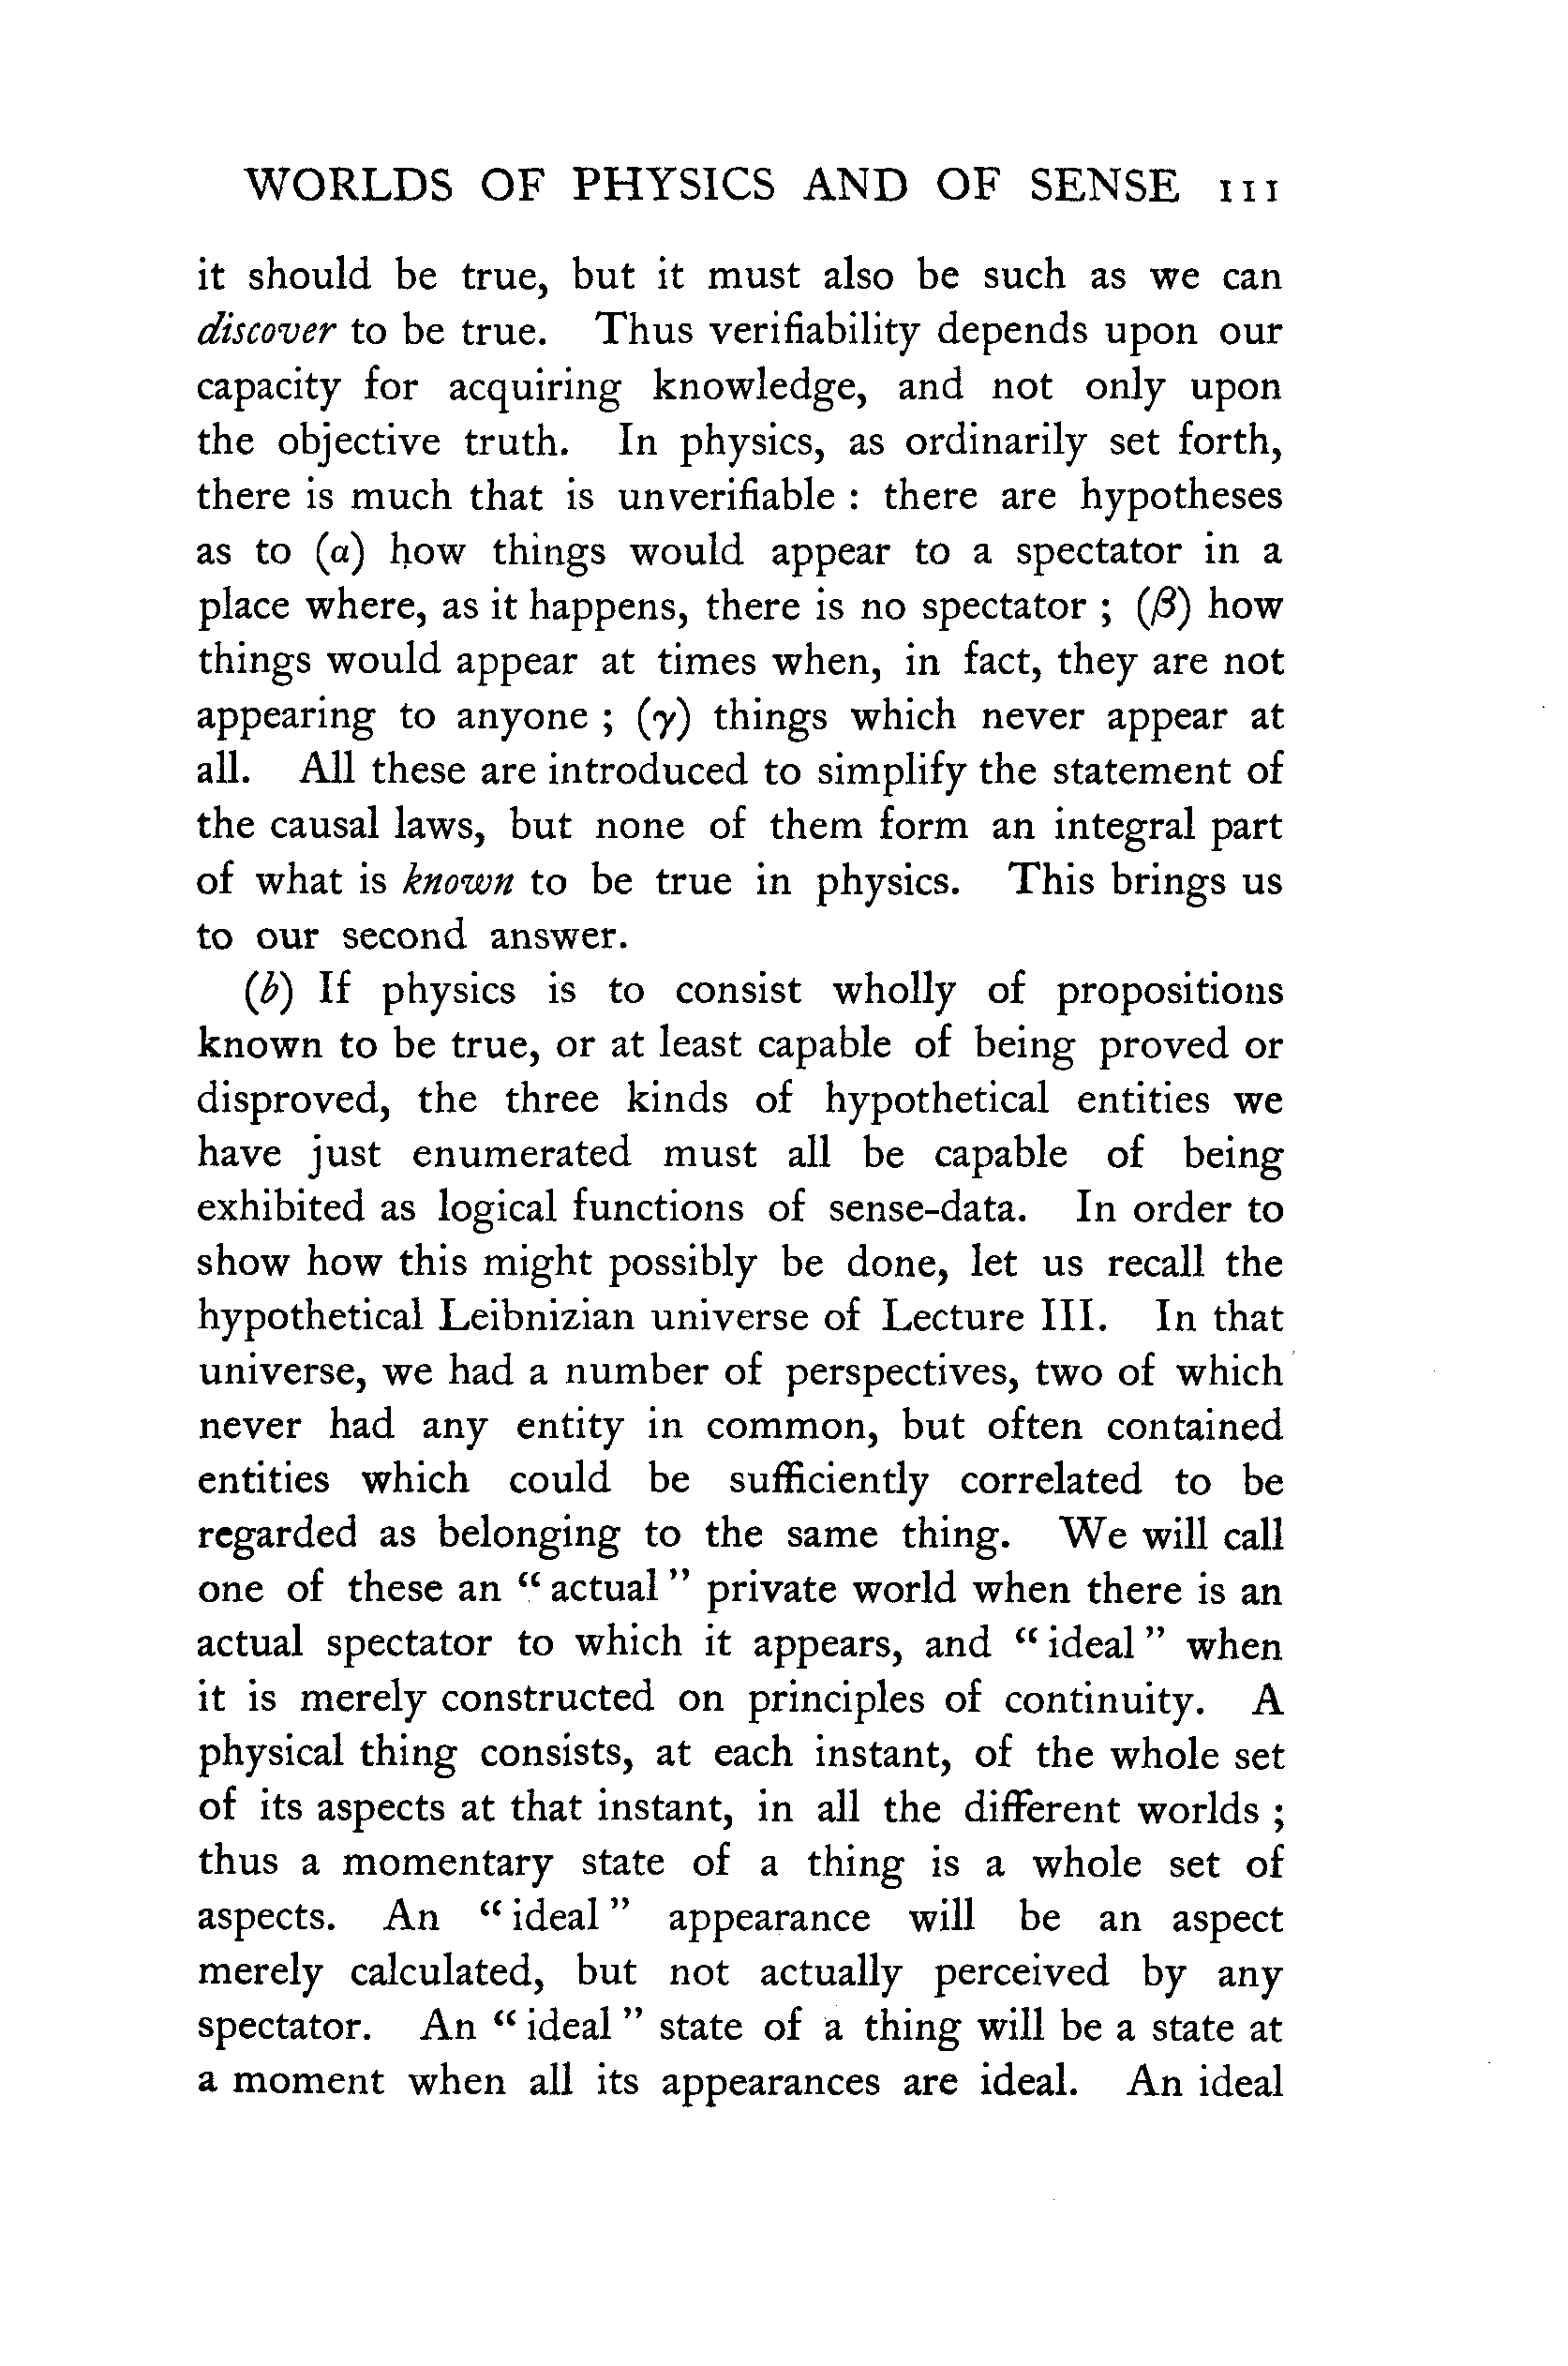 WORLDS OF PHYSICS AND OF SENSE 111
it should be true, but it must also be such as we can
discover to be true. Thus verifiability depends upon our
capacity for acquiring knowledge, and not only upon
the objective truth. In physics, as ordinarily set forth,
there is much that is unverifiable : there are hypotheses
as to (α) how things would appear to a spectator in a
place where, as it happens, there is no spectator ; (β) how
things would appear at times when, in fact, they are not
appearing to anyone ; (γ) things which never appear at
all. All these are introduced to simplify the statement of
the causal laws, but none of them form an integral part
of what is known to be true in physics. This brings us
to our second answer.
(b) If physics is to consist wholly of propositions
known to be true, or at least capable of being proved or
disproved, the three kinds of hypothetical entities we
have just enumerated must all be capable of being
exhibited as logical functions of sense-data. In order to
show how this might possibly be done, let us recall the
hypothetical Leibnizian universe of Lecture III. In that
universe, we had a number of perspectives, two of which
never had any entity in common, but often contained
entities which could be sufficiently correlated to be
regarded as belonging to the same thing. We will call
one of these an “ actual ” private world when there is an
actual spectator to which it appears, and “ ideal ” when
it is merely constructed on principles of continuity. A
physical thing consists, at each instant, of the whole set
of its aspects at that instant, in all the different worlds ;
thus a momentary state of a thing is a whole set of
aspects. An “ ideal ” appearance will be an aspect
merely calculated, but not actually perceived by any
spectator. An “ ideal ” state of a thing will be a state at
a moment when all its appearances are ideal. An ideal